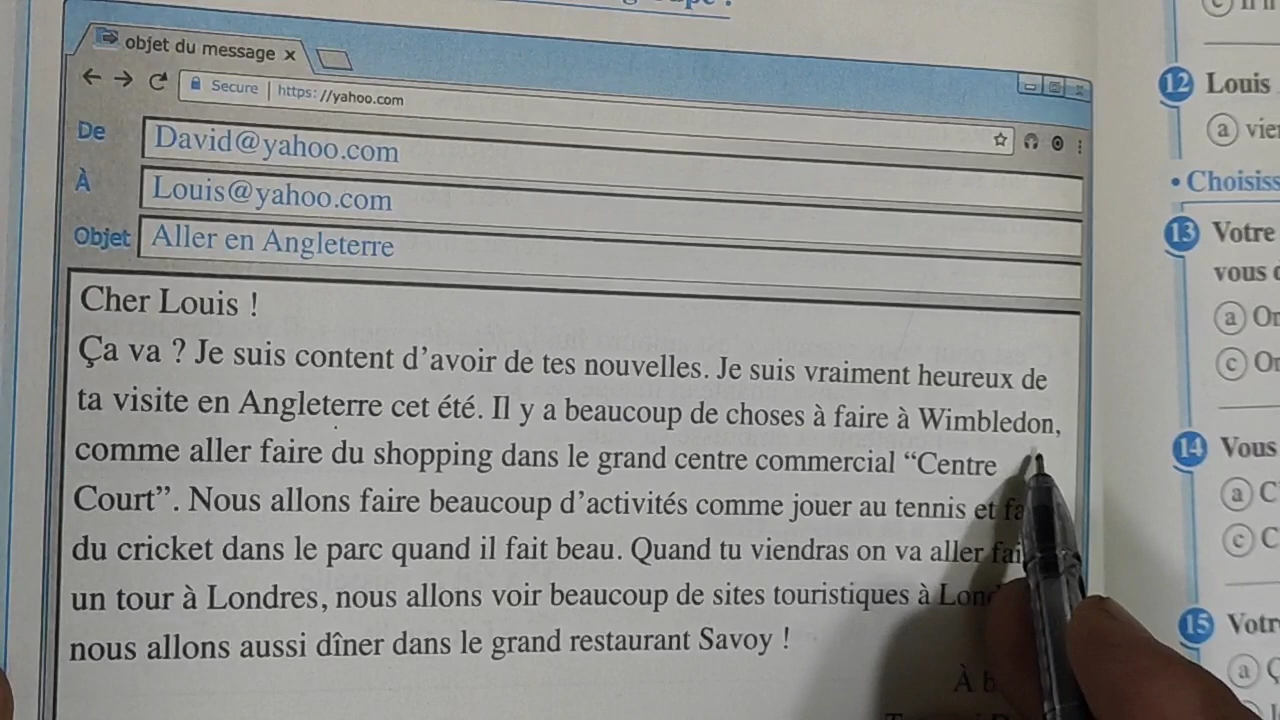 objet du message ×
Secure | https://yahoo.com
De David@yahoo.com
À Louis@yahoo.com
Objet Aller en Angleterre
Cher Louis !
Ça va ? Je suis content d'avoir de tes nouvelles. Je suis vraiment heureux de
ta visite en Angleterre cet été. Il y a beaucoup de choses à faire à Wimbledon,
comme aller faire du shopping dans le grand centre commercial “Centre
Court”. Nous allons faire beaucoup d'activités comme jouer au tennis et
du cricket dans le parc quand il fait beau. Quand tu viendras on va aller
un tour à Londres, nous allons voir beaucoup de sites touristiques à
nous allons aussi dîner dans le grand restaurant Savoy !
À
12 Louis
a
•
13 Votre
vous
a
c
14 Vous
a
c
15
a